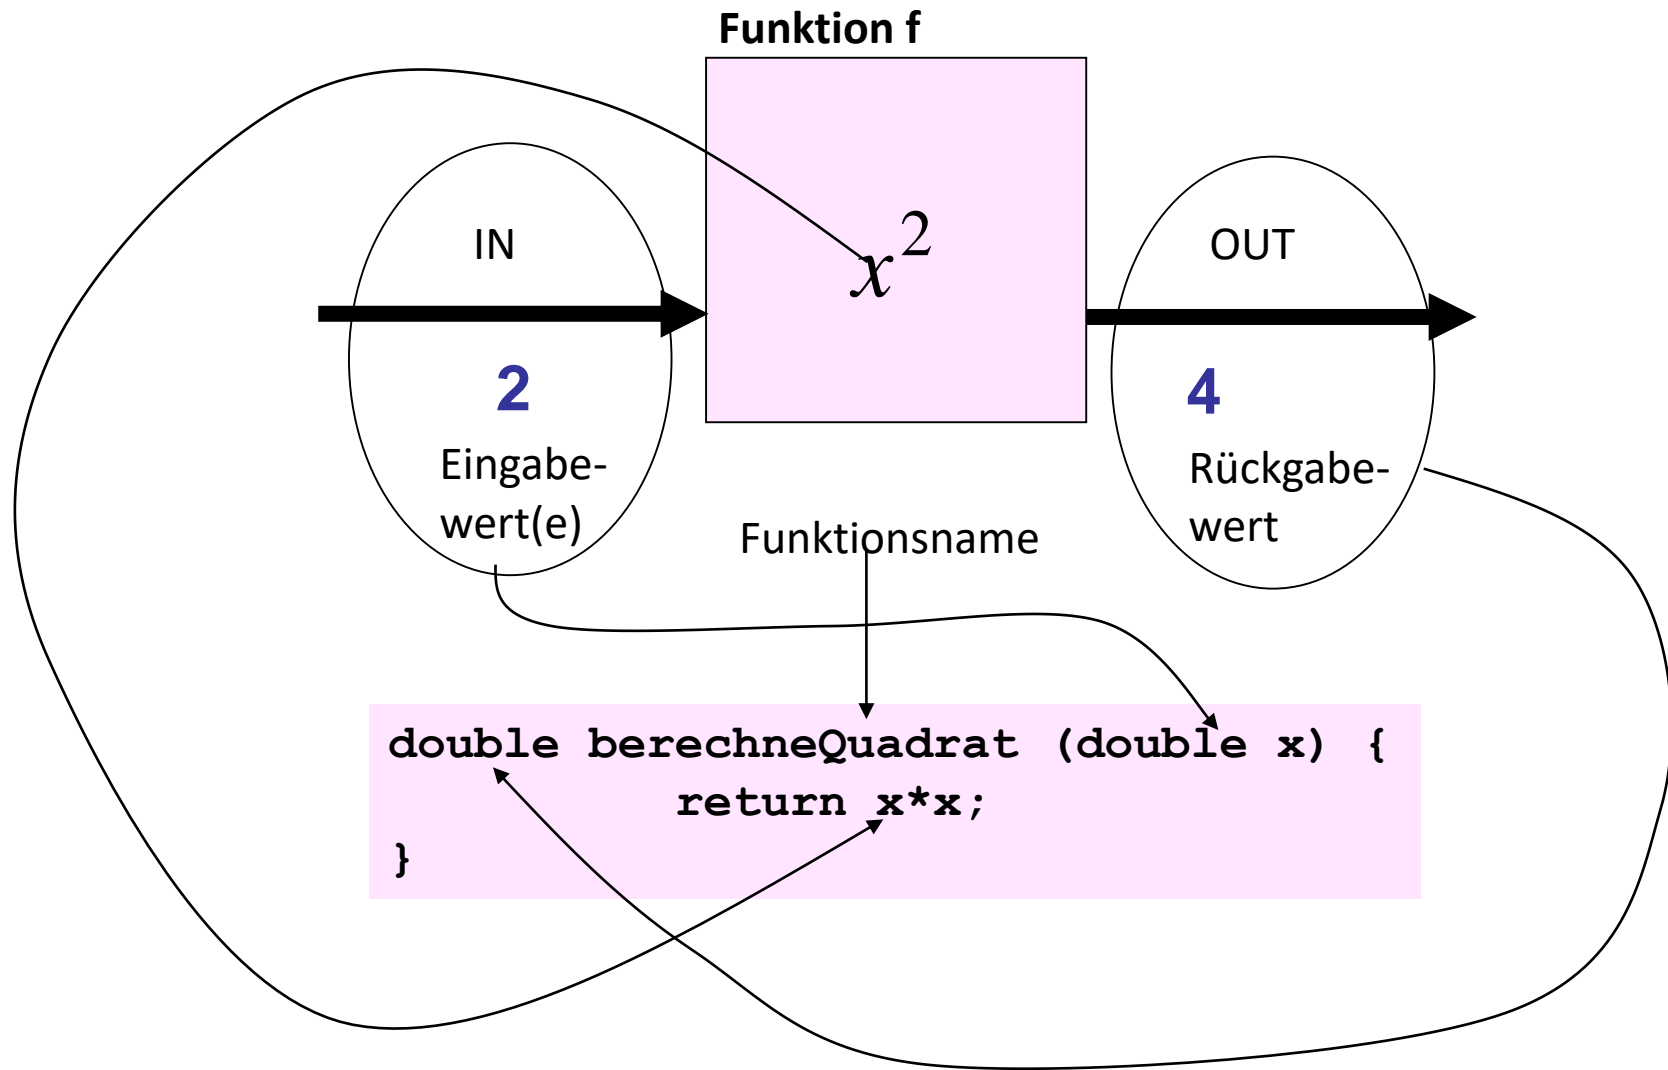 Funktion f
IN
x²
OUT
2
4
Eingabe-
wert(e)
Rückgabe-
wert
Funktionsname
double berechneQuadrat (double x) {
return x*x;
}